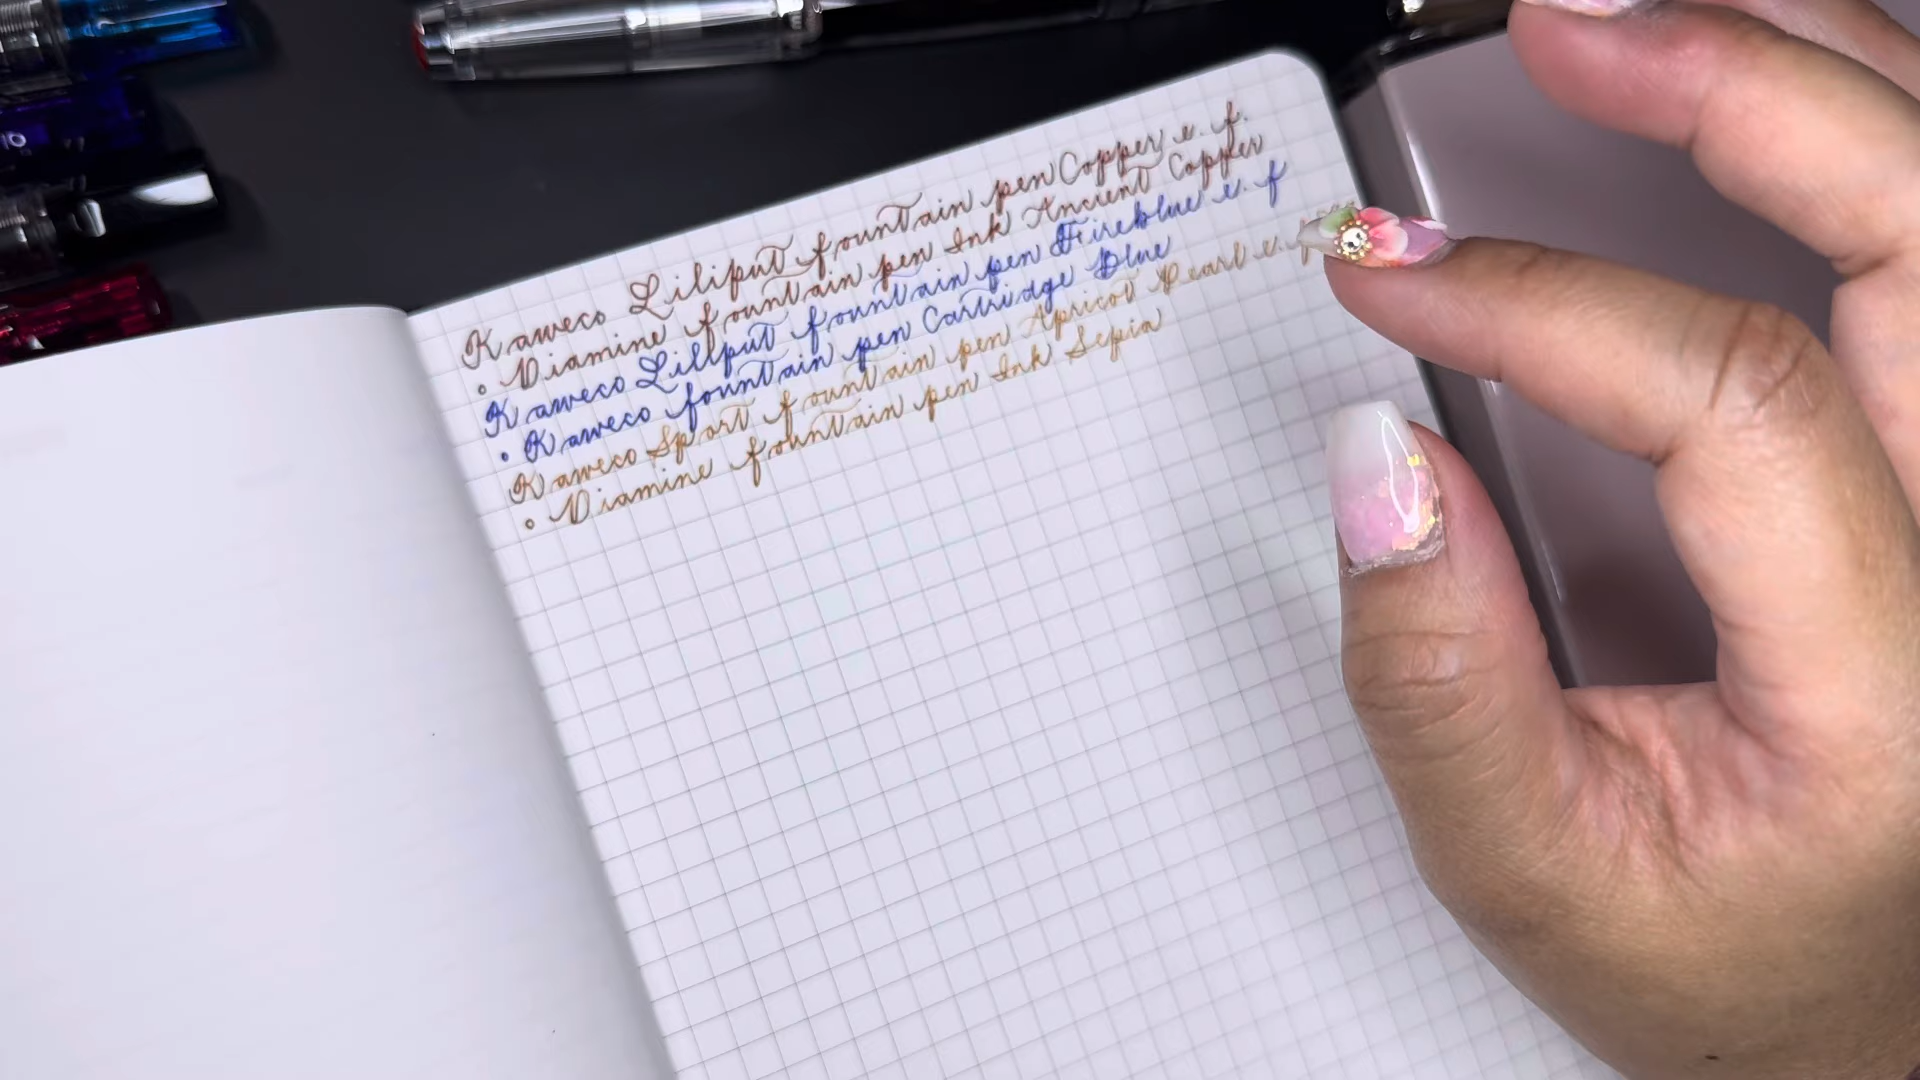 Kaweco Liliput fountain pen Copper e. f.
• Diamine fountain pen Ink Ancient Copper
Kaweco Liliput fountain pen Fireblue e. f
• Kaweco fountain pen Cartridge Blue
Kaweco Sport fountain pen Apricot Pearl e.
• Diamine fountain pen Ink Sepia